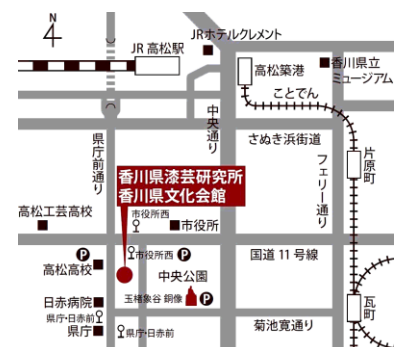 N
JRホテルクレメント
JR 高松駅
高松築港
香川県立
ミュージアム
ことでん
中央通り
さぬき浜街道
県庁前通り
フェリー通り
片原町
香川県漆芸研究所
香川県文化会館
高松工芸高校
市役所西
市役所
P
市役所西
P
国道 11 号線
高松高校
中央公園
日赤病院
玉楮象谷 銅像
P
瓦町
県庁・日赤前
県庁
県庁・日赤前
菊池寛通り